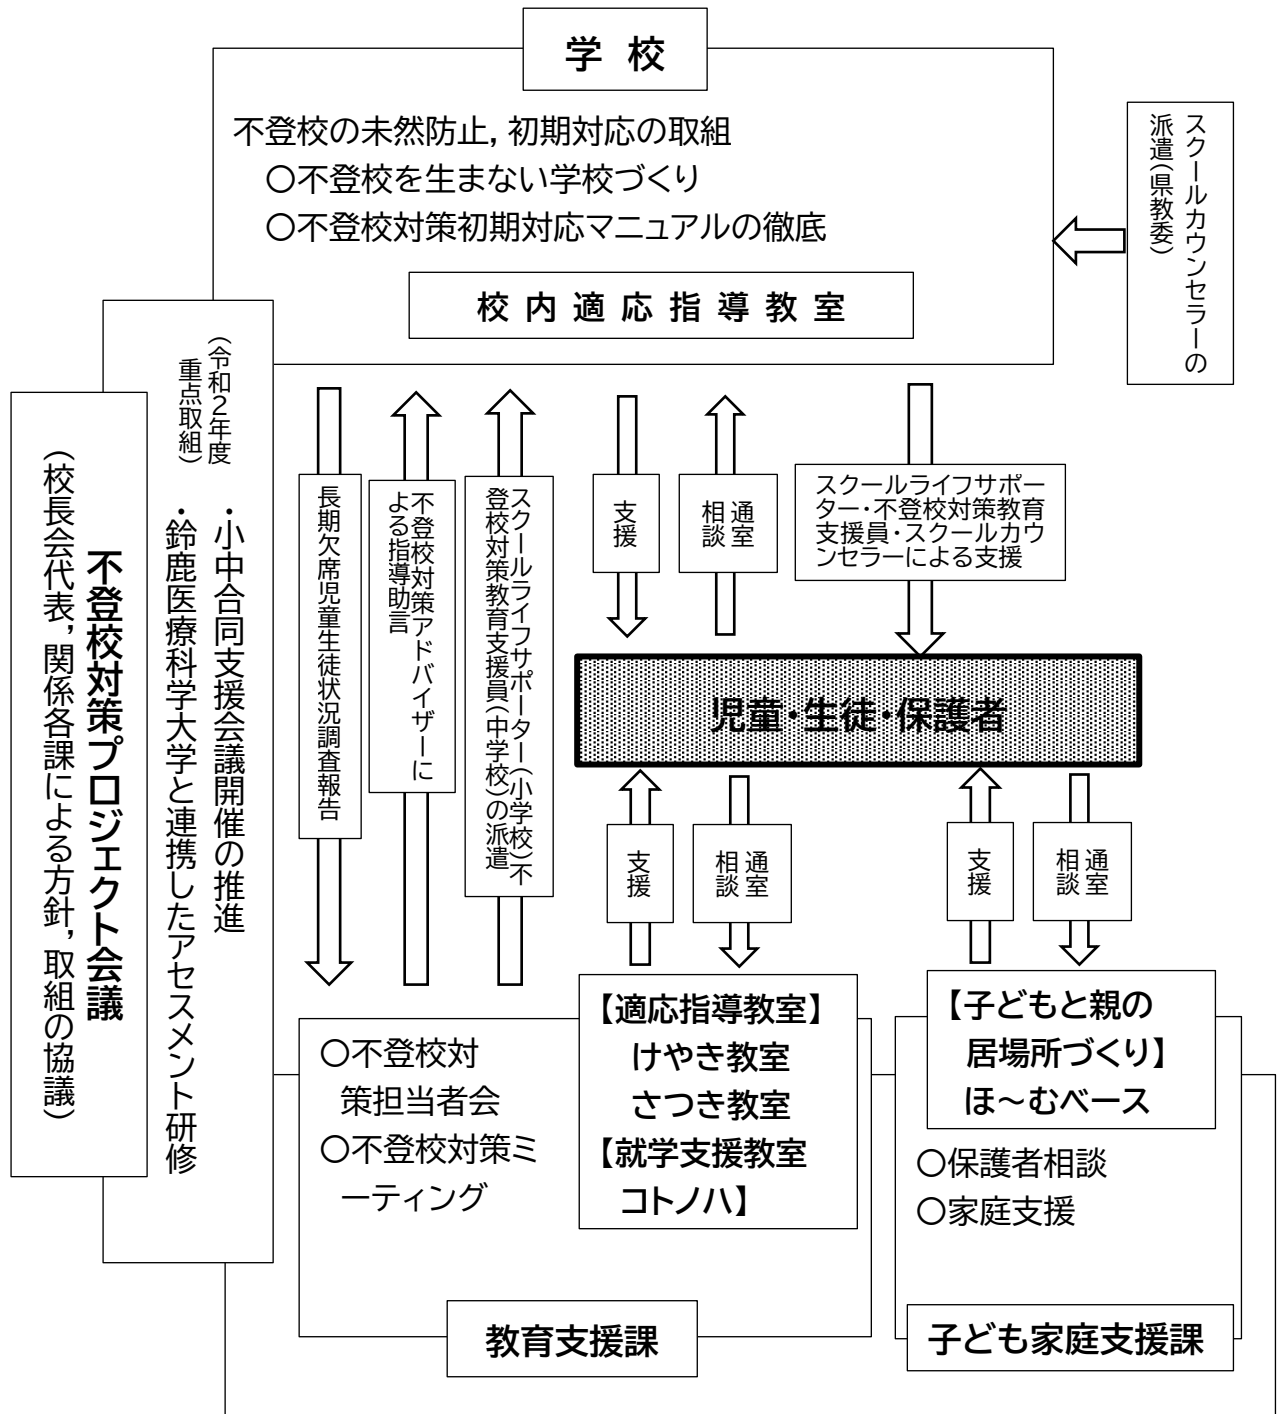 学校
不登校の未然防止，初期対応の取組
○不登校を生まない学校づくり
○不登校対策初期対応マニュアルの徹底
校内適応指導教室
スクールカウンセラーの
派遣（県教委）
不登校対策プロジェクト会議
（校長会代表，関係各課による方針，取組の協議）
（令和２年度
重点取組）
・小中合同支援会議開催の推進
・鈴鹿医療科学大学と連携したアセスメント研修
長期欠席児童生徒状況調査報告
不登校対策アドバイザーに
よる指導助言
スクールライフサポーター（小学校）不
登校対策教育支援員（中学校）の派遣
支援
通室
相談
スクールライフサポー
ター・不登校対策教育
支援員・スクールカウ
ンセラーによる支援
児童・生徒・保護者
支援
通室
相談
支援
通室
相談
○不登校対
策担当者会
○不登校対策ミ
ーティング
【適応指導教室】
けやき教室
さつき教室
【就学支援教室
コトノハ】
教育支援課
【子どもと親の
居場所づくり】
ほ～むベース
○保護者相談
○家庭支援
子ども家庭支援課